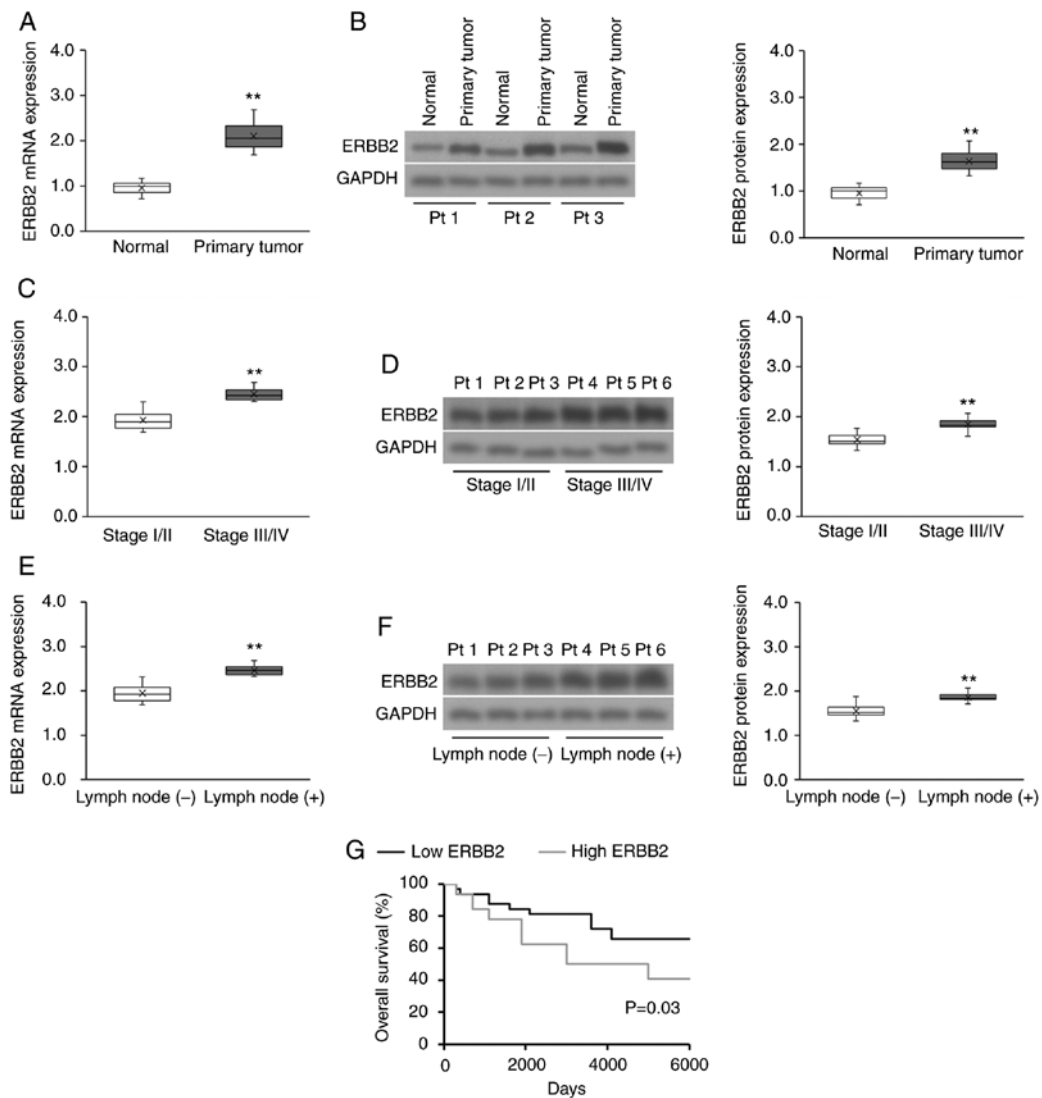 A
ERBB2 mRNA expression
4.0
3.0
2.0
1.0
0.0
**
Normal
Primary tumor
B
Normal
Primary tumor
Normal
Primary tumor
Normal
Primary tumor
ERBB2
GAPDH
Pt 1
Pt 2
Pt 3
ERBB2 protein expression
4.0
3.0
2.0
1.0
0.0
**
Normal
Primary tumor
C
ERBB2 mRNA expression
4.0
3.0
2.0
1.0
0.0
**
Stage I/II
Stage III/IV
D
Pt 1 Pt 2 Pt 3 Pt 4 Pt 5 Pt 6
ERBB2
GAPDH
Stage I/II
Stage III/IV
ERBB2 protein expression
4.0
3.0
2.0
1.0
0.0
**
Stage I/II
Stage III/IV
E
ERBB2 mRNA expression
4.0
3.0
2.0
1.0
0.0
**
Lymph node (−)
Lymph node (+)
F
Pt 1 Pt 2 Pt 3 Pt 4 Pt 5 Pt 6
ERBB2
GAPDH
Lymph node (−)
Lymph node (+)
ERBB2 protein expression
4.0
3.0
2.0
1.0
0.0
**
Lymph node (−)
Lymph node (+)
G
Low ERBB2
High ERBB2
Overall survival (%)
100
80
60
40
20
0
P=0.03
0
2000
4000
6000
Days